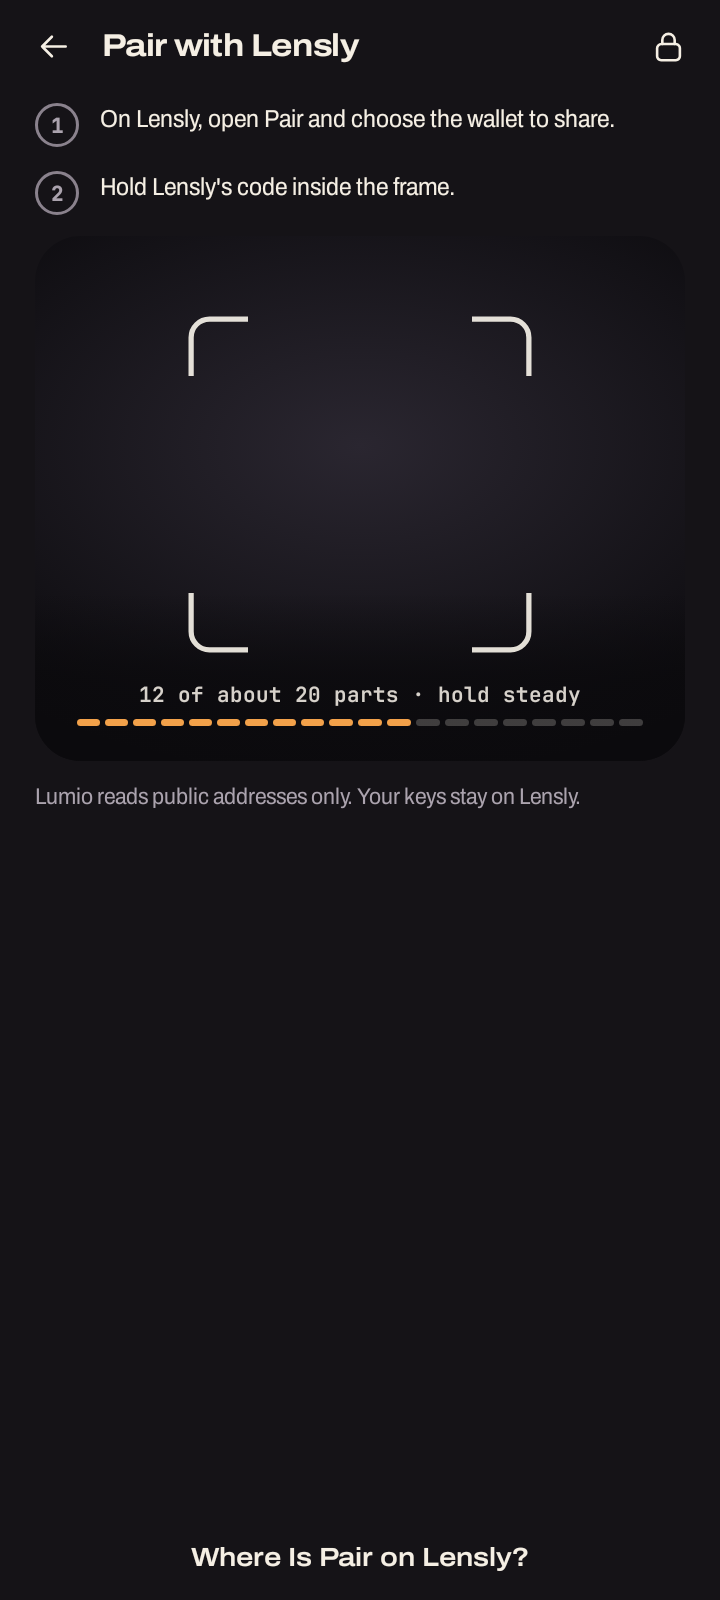 Pair with Lensly
1 On Lensly, open Pair and choose the wallet to share.
2 Hold Lensly's code inside the frame.
12 of about 20 parts · hold steady
Lumio reads public addresses only. Your keys stay on Lensly.
Where Is Pair on Lensly?